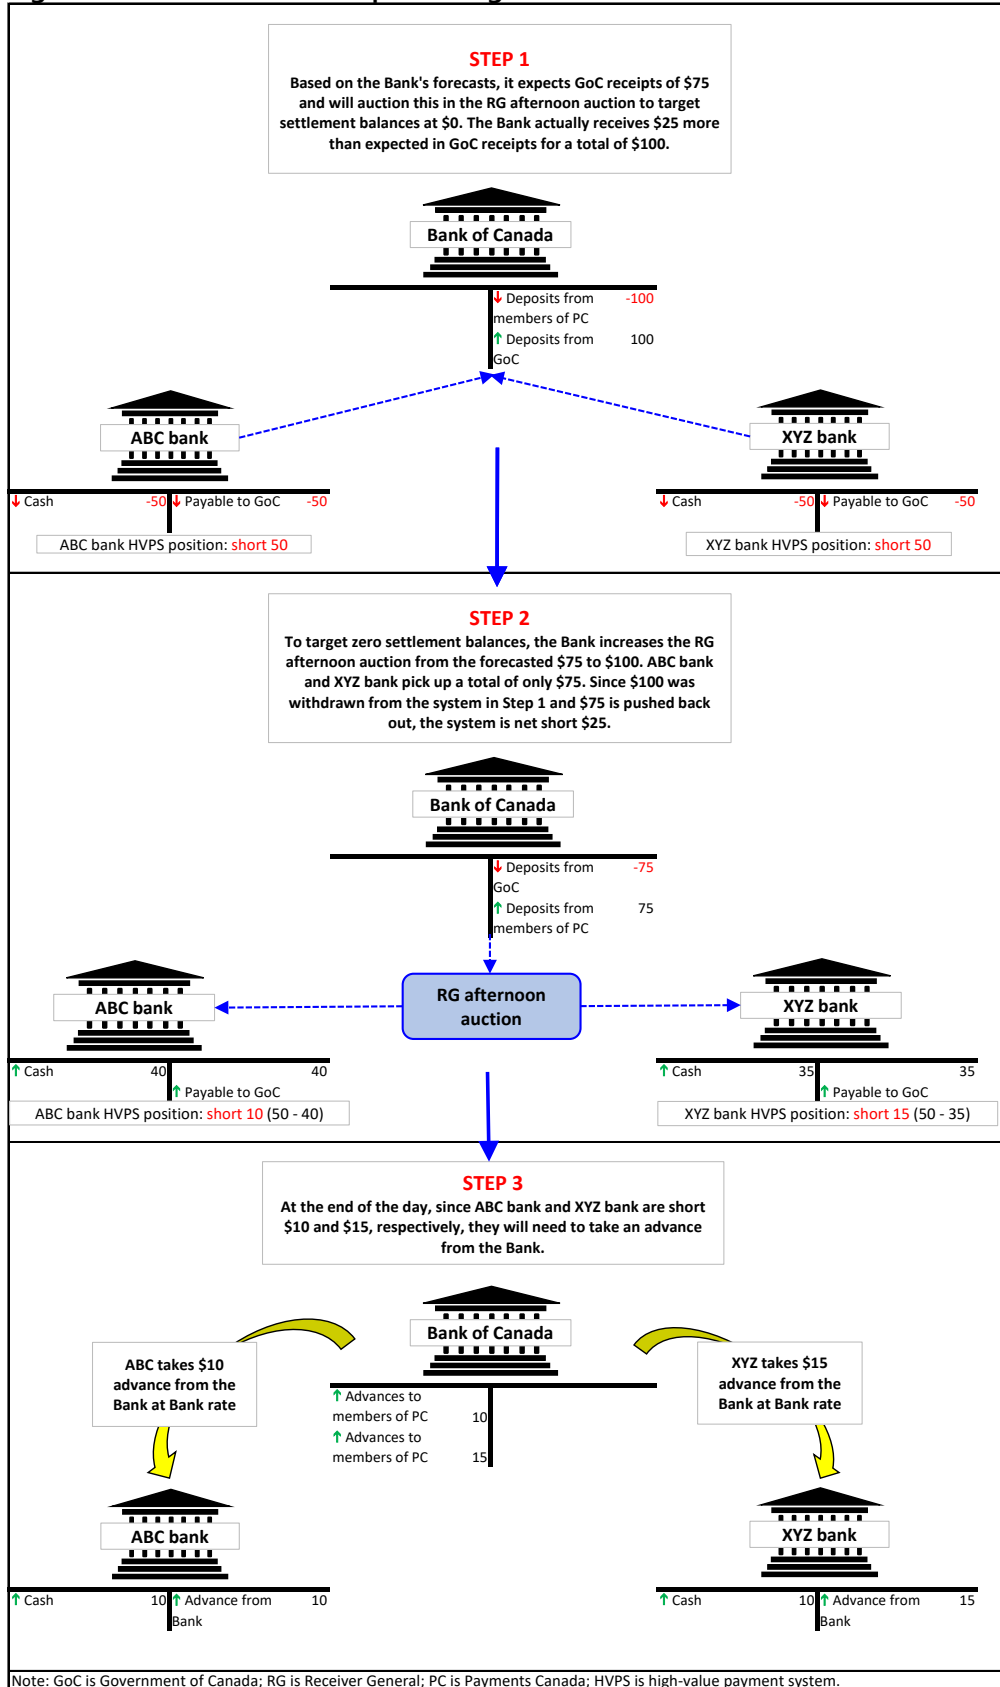 STEP 1
Based on the Bank's forecasts, it expects GoC receipts of $75
and will auction this in the RG afternoon auction to target
settlement balances at $0. The Bank actually receives $25 more
than expected in GoC receipts for a total of $100.
Bank of Canada
↓ Deposits from -100
members of PC
↑ Deposits from 100
GoC
ABC bank
XYZ bank
↓ Cash -50 ↓ Payable to GoC -50
↓ Cash -50 ↓ Payable to GoC -50
ABC bank HVPS position: short 50
XYZ bank HVPS position: short 50
STEP 2
To target zero settlement balances, the Bank increases the RG
afternoon auction from the forecasted $75 to $100. ABC bank
and XYZ bank pick up a total of only $75. Since $100 was
withdrawn from the system in Step 1 and $75 is pushed back
out, the system is net short $25.
Bank of Canada
↓ Deposits from -75
GoC
↑ Deposits from 75
members of PC
RG afternoon
auction
ABC bank
XYZ bank
↑ Cash 40 40
↑ Payable to GoC
↑ Cash 35 35
↑ Payable to GoC
ABC bank HVPS position: short 10 (50 - 40)
XYZ bank HVPS position: short 15 (50 - 35)
STEP 3
At the end of the day, since ABC bank and XYZ bank are short
$10 and $15, respectively, they will need to take an advance
from the Bank.
Bank of Canada
ABC takes $10
advance from the
Bank at Bank rate
XYZ takes $15
advance from the
Bank at Bank rate
↑ Advances to
members of PC 10
↑ Advances to
members of PC 15
ABC bank
XYZ bank
↑ Cash 10 ↑ Advance from 10
Bank
↑ Cash 10 ↑ Advance from 15
Bank
Note: GoC is Government of Canada; RG is Receiver General; PC is Payments Canada; HVPS is high-value payment system.